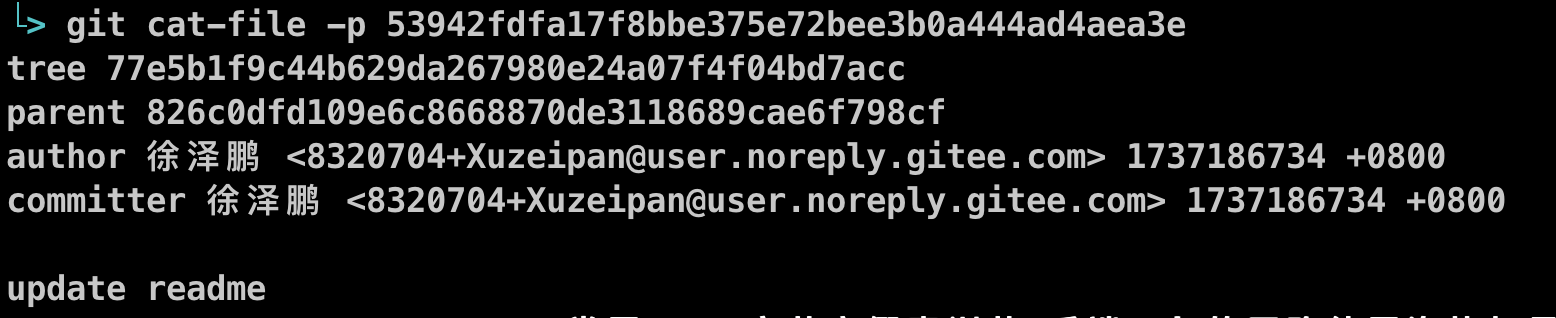 └> git cat-file -p 53942fdfa17f8bbe375e72bee3b0a444ad4aea3e
tree 77e5b1f9c44b629da267980e24a07f4f04bd7acc
parent 826c0dfd109e6c8668870de3118689cae6f798cf
author 徐泽鹏 <8320704+Xuzeipan@user.noreply.gitee.com> 1737186734 +0800
committer 徐泽鹏 <8320704+Xuzeipan@user.noreply.gitee.com> 1737186734 +0800
update readme